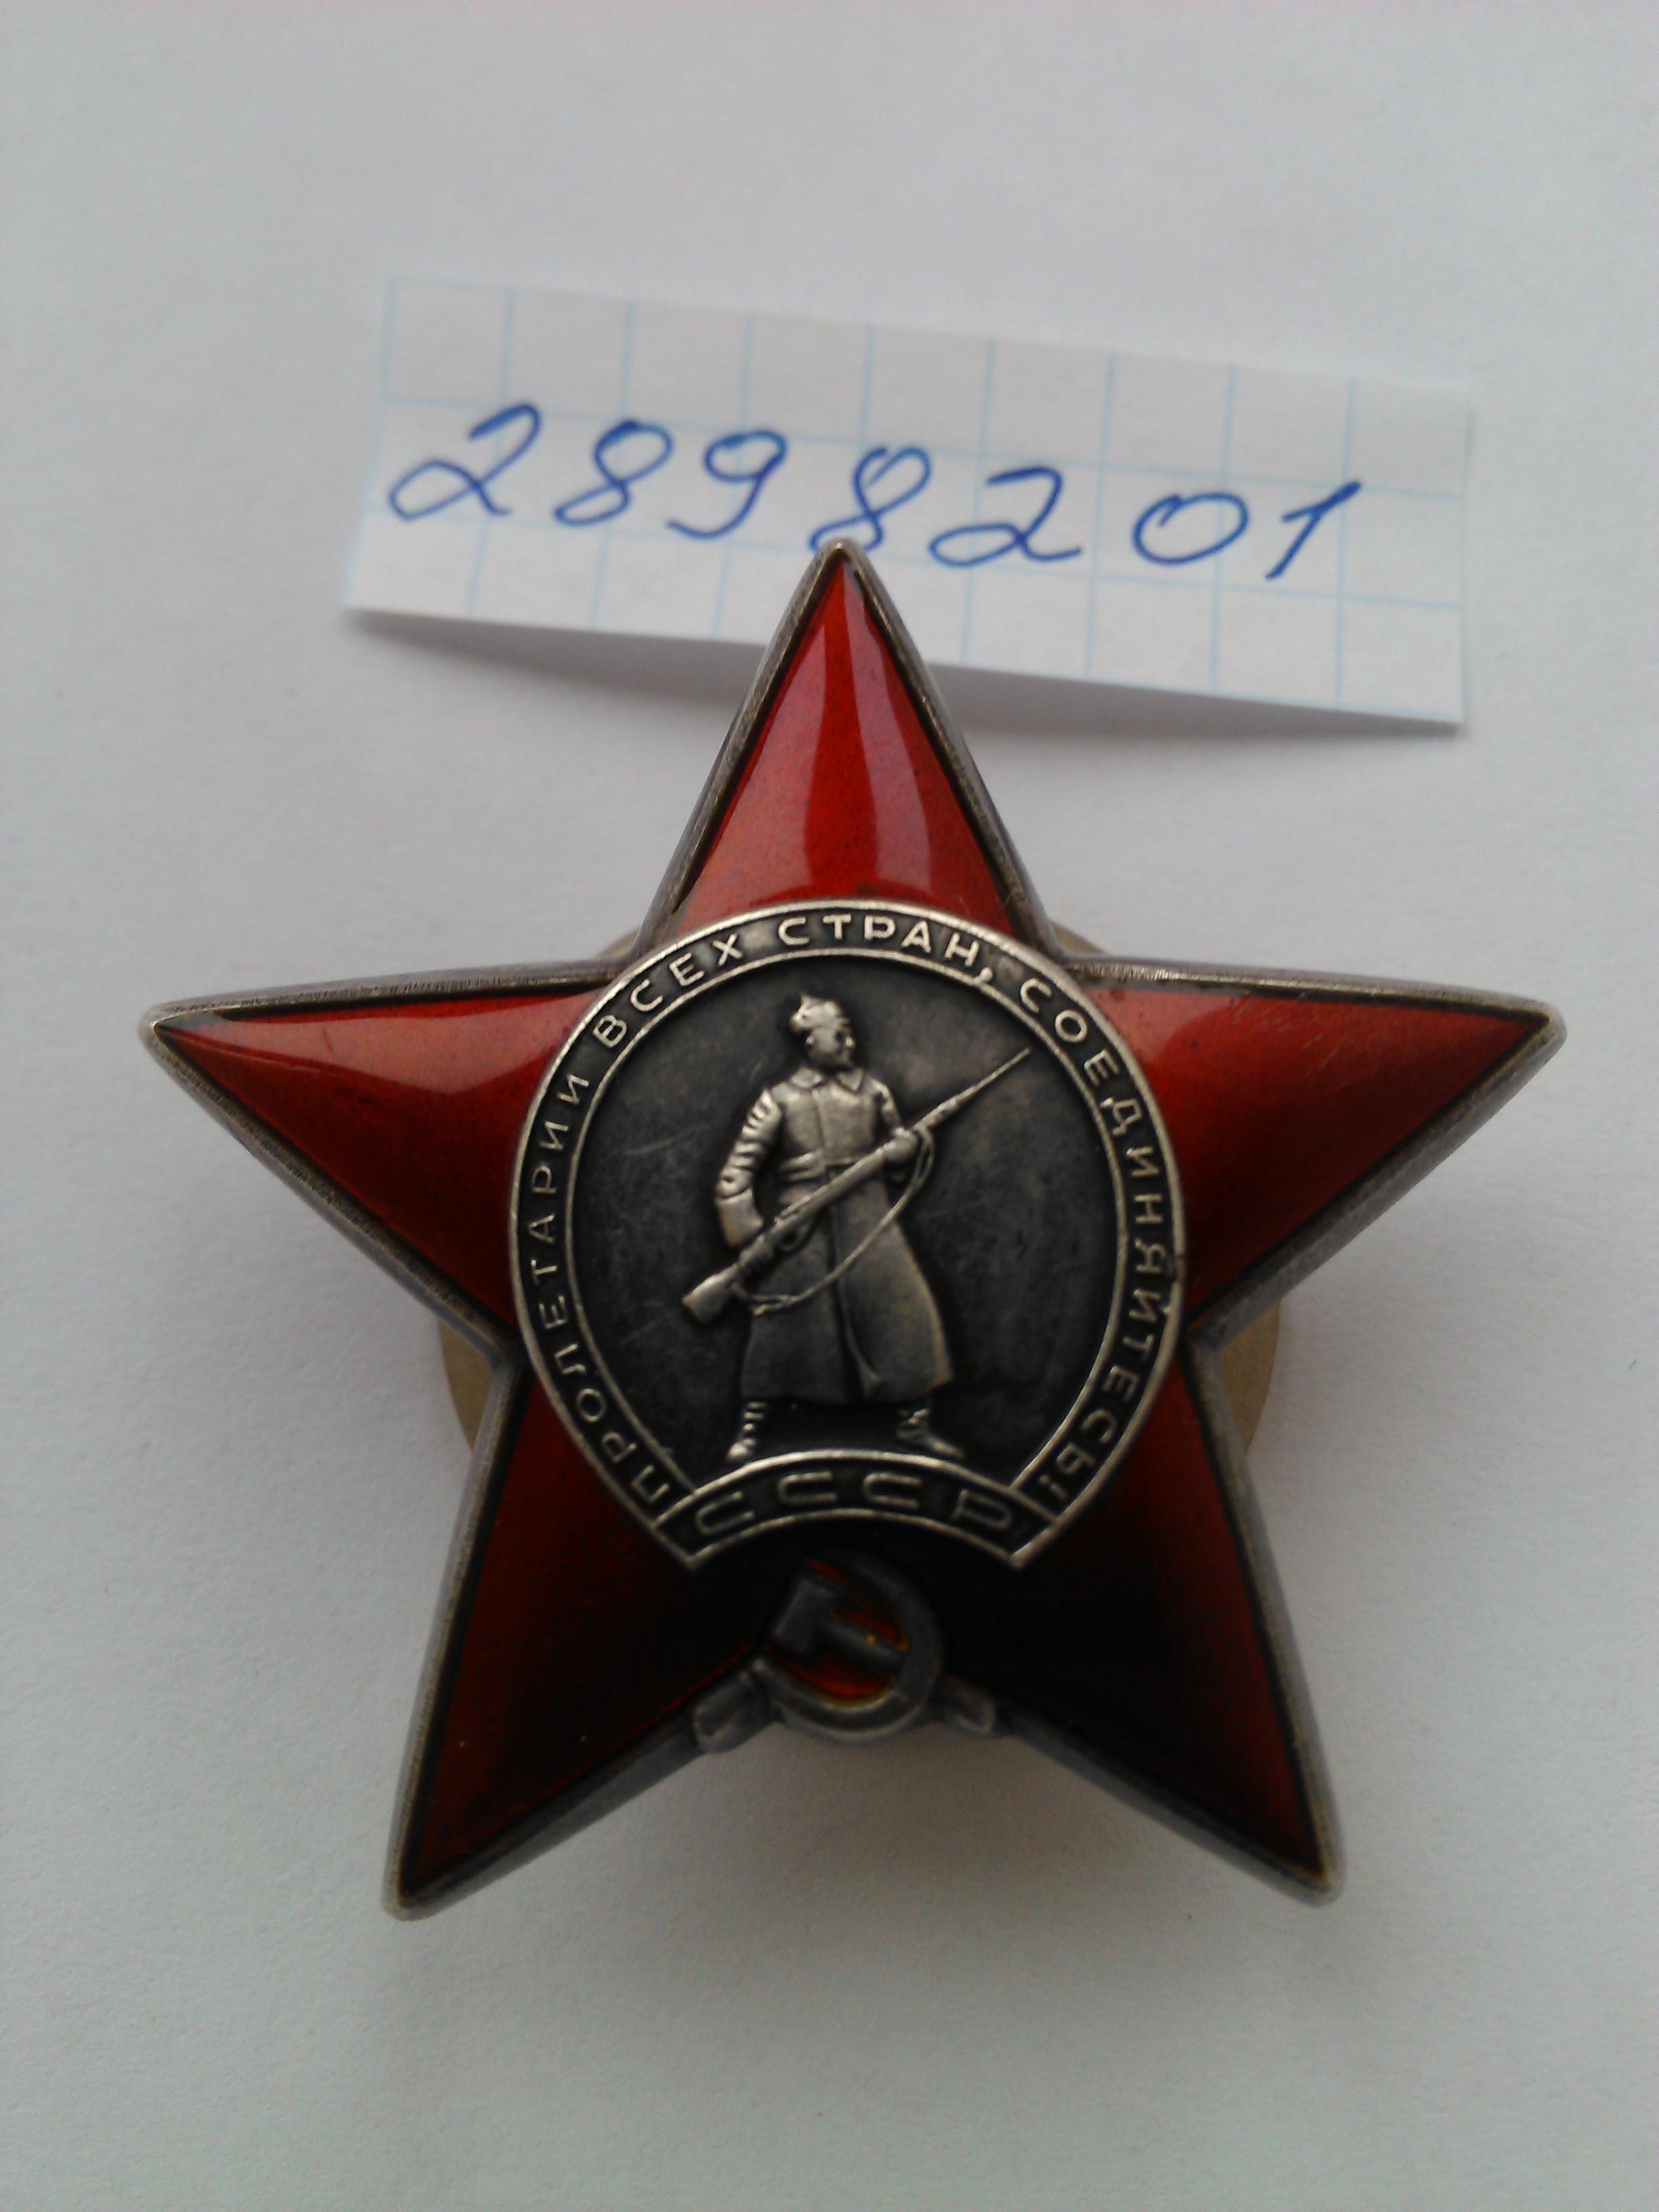 2898201
ПРОЛЕТАРИИ ВСЕХ СТРАН, СОЕДИНЯЙТЕСЬ!
СССР